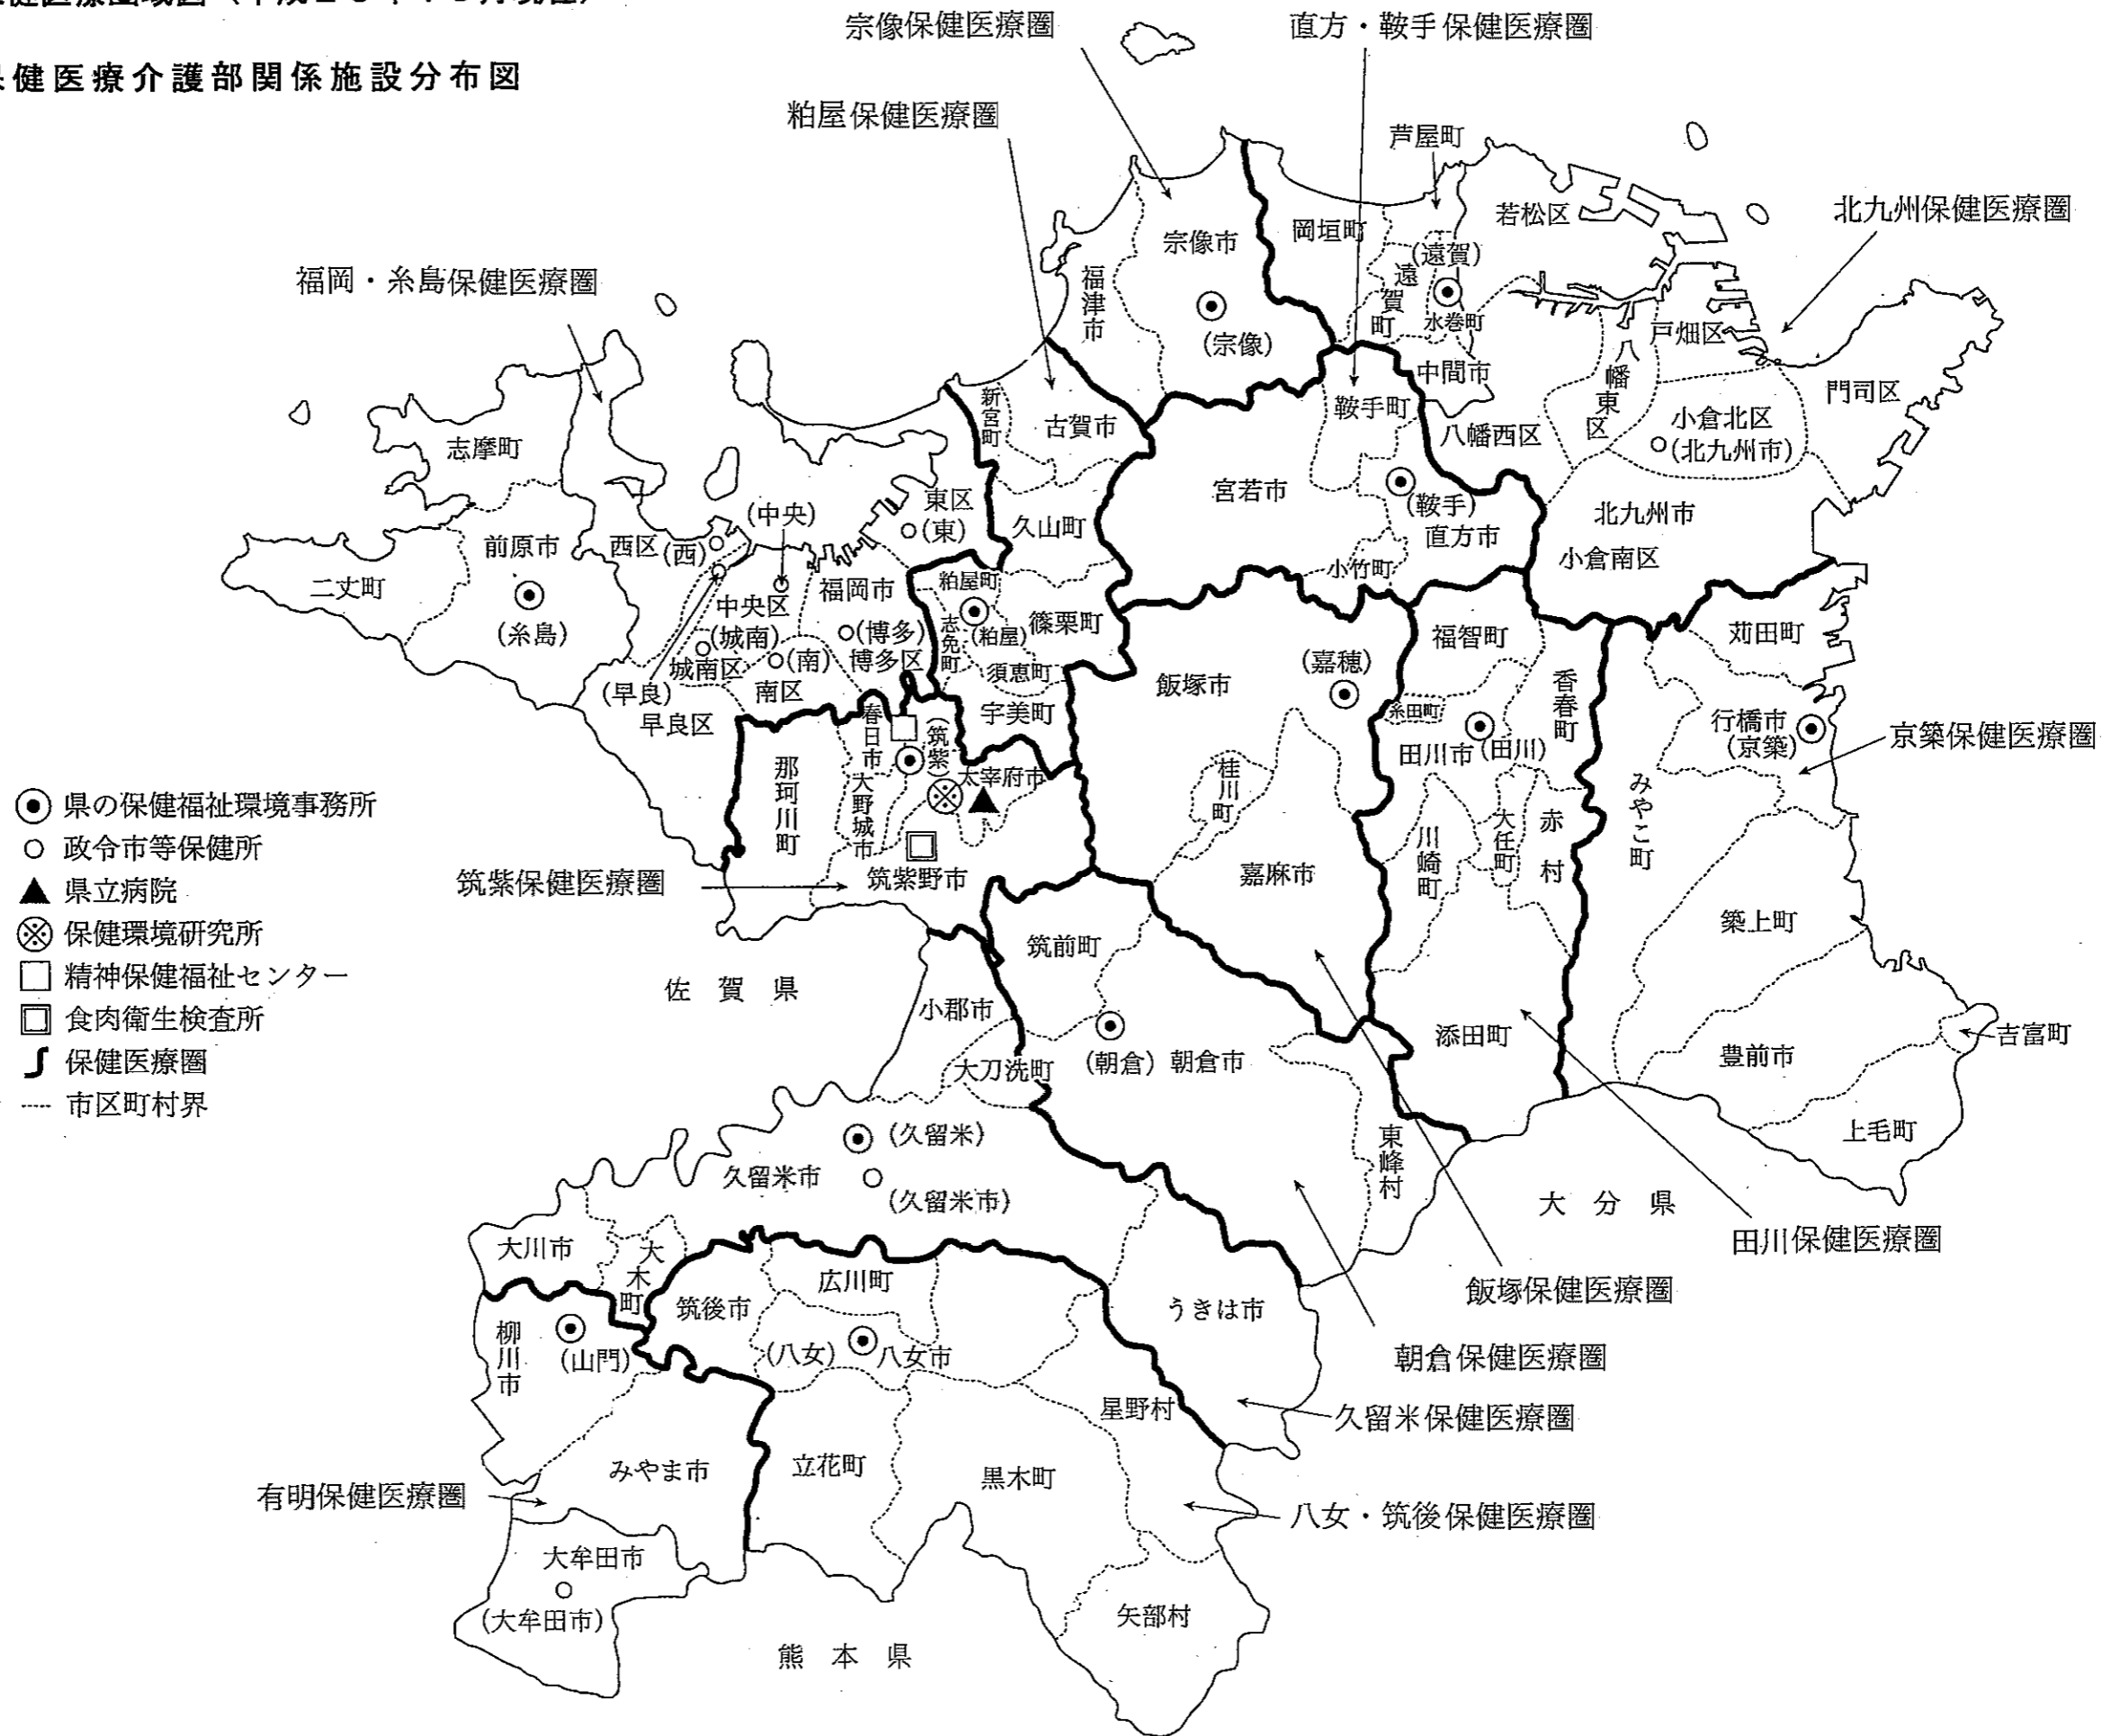 保健医療介護部関係施設分布図
宗像保健医療圏
直方・鞍手保健医療圏
粕屋保健医療圏
芦屋町
北九州保健医療圏
福岡・糸島保健医療圏
岡垣町
若松区
宗像市
(遠賀)
遠賀町
福津市
水巻町
(宗像)
戸畑区
八幡東区
中間市
門司区
新宮町
古賀市
鞍手町
小倉北区
(北九州市)
八幡西区
志摩町
宮若市
(鞍手)
直方市
北九州市
小倉南区
東区
(東)
久山町
(中央)
前原市
西区
(西)
二丈町
(糸島)
中央区
福岡市
粕屋町
(粕屋)
篠栗町
小竹町
(城南)
城南区
(博多)
博多区
志免町
須恵町
(南)
南区
(早良)
早良区
宇美町
福智町
苅田町
(嘉穂)
飯塚市
香春町
糸田町
田川市
(田川)
行橋市
(京築)
京築保健医療圏
春日市
(筑紫)
太宰府市
那珂川町
大野城市
桂川町
みやこ町
県の保健福祉環境事務所
政令市等保健所
県立病院
保健環境研究所
精神保健福祉センター
食肉衛生検査所
保健医療圏
市区町村界
川崎町
大任町
赤村
筑紫保健医療圏
筑紫野市
嘉麻市
築上町
筑前町
佐賀県
小郡市
添田町
吉富町
豊前市
大刀洗町
(朝倉)
朝倉市
上毛町
東峰村
(久留米)
久留米市
(久留米市)
大分県
田川保健医療圏
大川市
大木町
広川町
筑後市
うきは市
飯塚保健医療圏
柳川市
(山門)
(八女)
八女市
朝倉保健医療圏
星野村
久留米保健医療圏
みやま市
立花町
黒木町
有明保健医療圏
八女・筑後保健医療圏
大牟田市
(大牟田市)
矢部村
熊本県